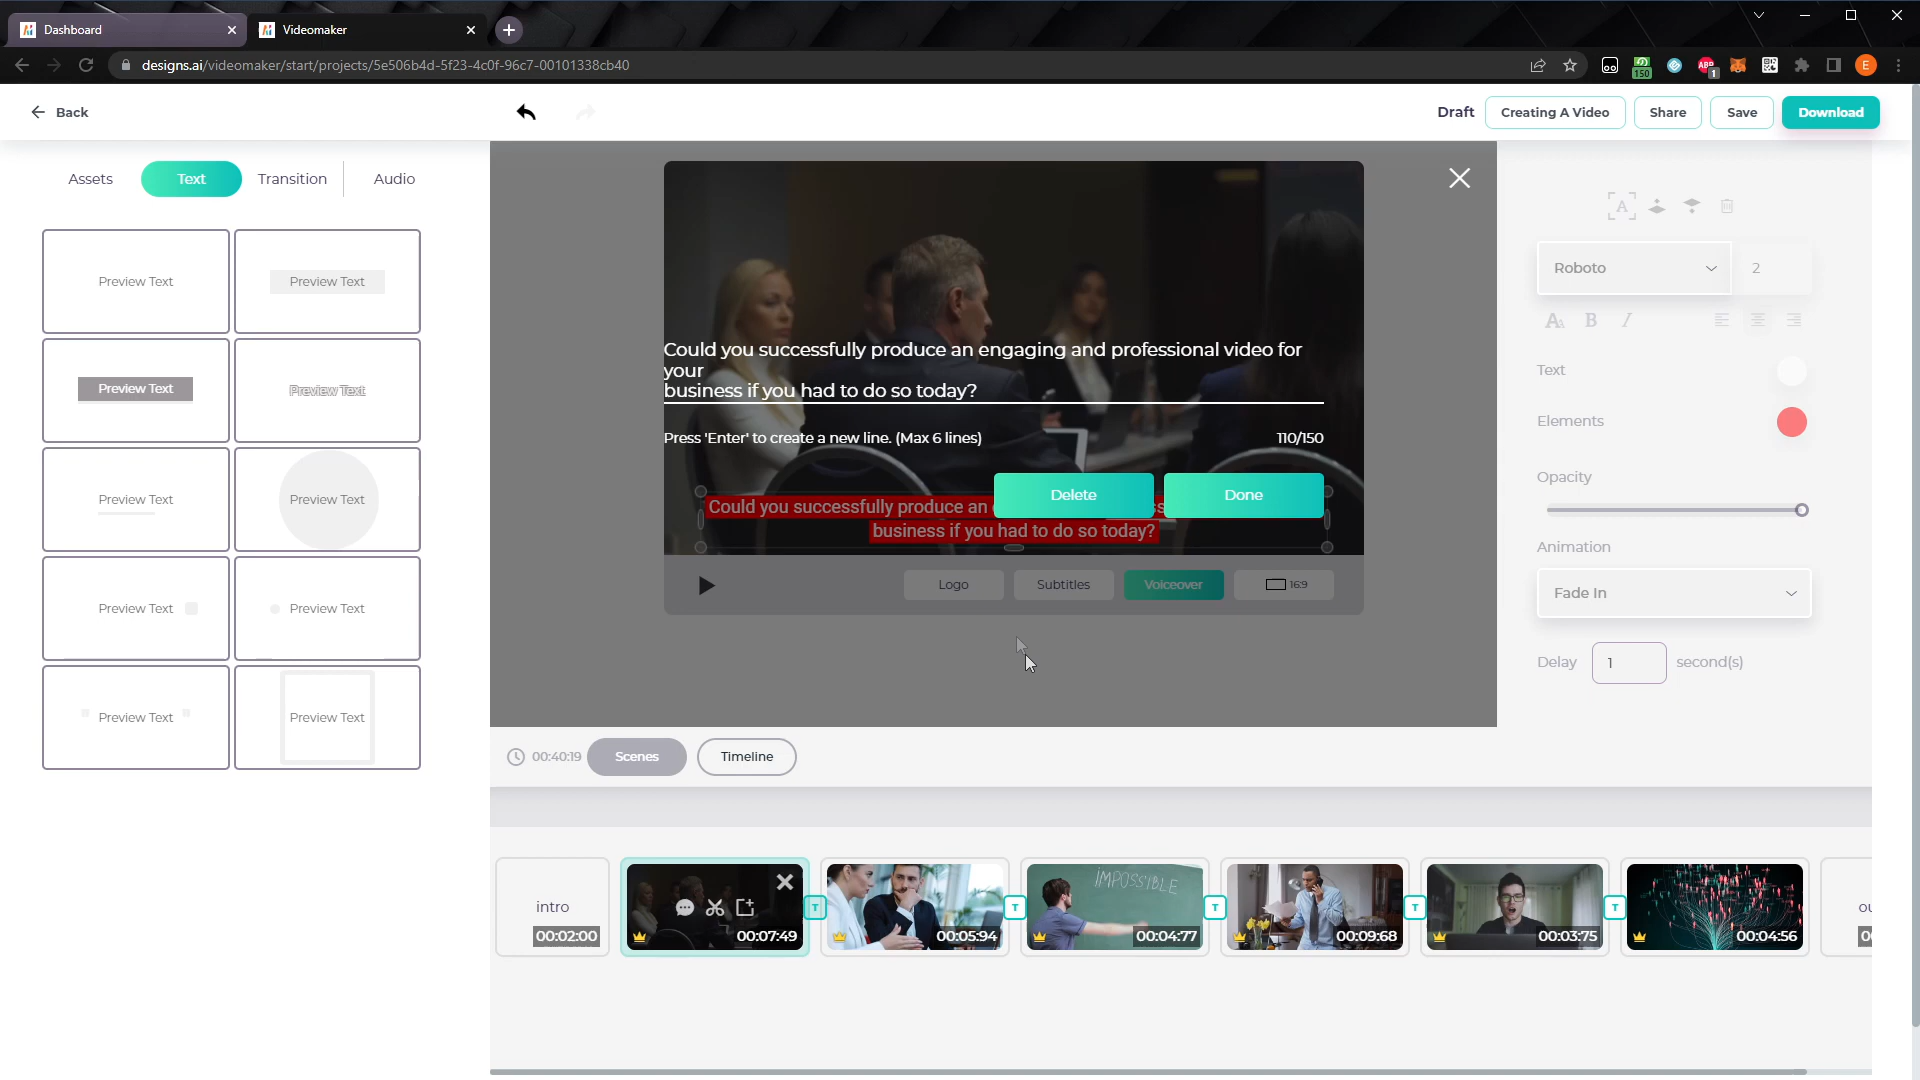 Dashboard
Videomaker
designs.ai/videomaker/start/projects/5e506b4d-5f23-4c0f-96c7-00101338cb40
150
ABP
1
E
Back
Draft
Creating A Video
Share
Save
Download
Assets
Text
Transition
Audio
Preview Text
Preview Text
Preview Text
Preview Text
Preview Text
Preview Text
Preview Text
Preview Text
Preview Text
Preview Text
Could you successfully produce an engaging and professional video for
your
business if you had to do so today?
Press 'Enter' to create a new line. (Max 6 lines)
110/150
Delete
Done
Could you successfully produce an
business if you had to do so today?
Logo
Subtitles
Voiceover
16:9
A
Roboto
2
B
I
Text
Elements
Opacity
Animation
Fade In
Delay
1
second(s)
00:40:19
Scenes
Timeline
intro
00:02:00
00:07:49
T
00:05:94
T
IMPOSSIBLE
00:04:77
T
00:09:68
T
00:03:75
T
00:04:56